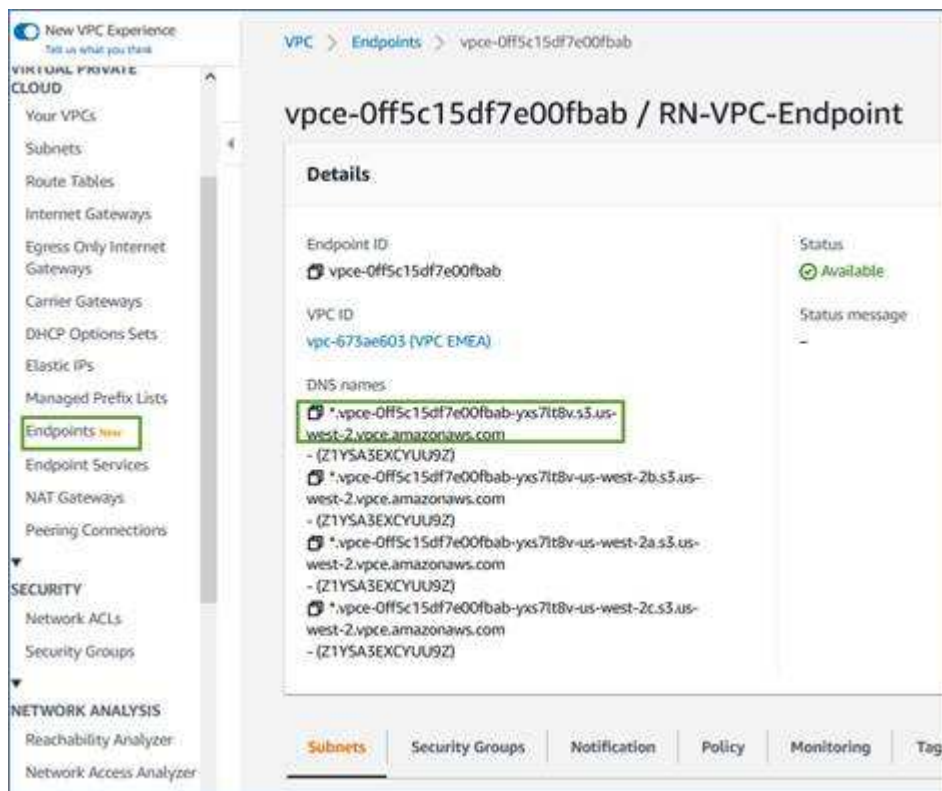 New VPC Experience
Tell us what you think
VIRTUAL PRIVATE
CLOUD
Your VPCs
Subnets
Route Tables
Internet Gateways
Egress Only Internet
Gateways
Carrier Gateways
DHCP Options Sets
Elastic IPs
Managed Prefix Lists
Endpoints New
Endpoint Services
NAT Gateways
Peering Connections
SECURITY
Network ACLs
Security Groups
NETWORK ANALYSIS
Reachability Analyzer
Network Access Analyzer
VPC > Endpoints > vpce-0ff5c15df7e00fbab
vpce-0ff5c15df7e00fbab / RN-VPC-Endpoint
Details
Endpoint ID
vpce-0ff5c15df7e00fbab
VPC ID
vpc-673ae603 (VPC EMEA)
DNS names
*.vpce-0ff5c15df7e00fbab-yxs7lt8v.s3.us-
west-2.vpce.amazonaws.com
- (Z1YSA3EXCYUU9Z)
*.vpce-0ff5c15df7e00fbab-yxs7lt8v-us-west-2b.s3.us-
west-2.vpce.amazonaws.com
- (Z1YSA3EXCYUU9Z)
*.vpce-0ff5c15df7e00fbab-yxs7lt8v-us-west-2a.s3.us-
west-2.vpce.amazonaws.com
- (Z1YSA3EXCYUU9Z)
*.vpce-0ff5c15df7e00fbab-yxs7lt8v-us-west-2c.s3.us-
west-2.vpce.amazonaws.com
- (Z1YSA3EXCYUU9Z)
Status
Available
Status message
-
Subnets Security Groups Notification Policy Monitoring Tag